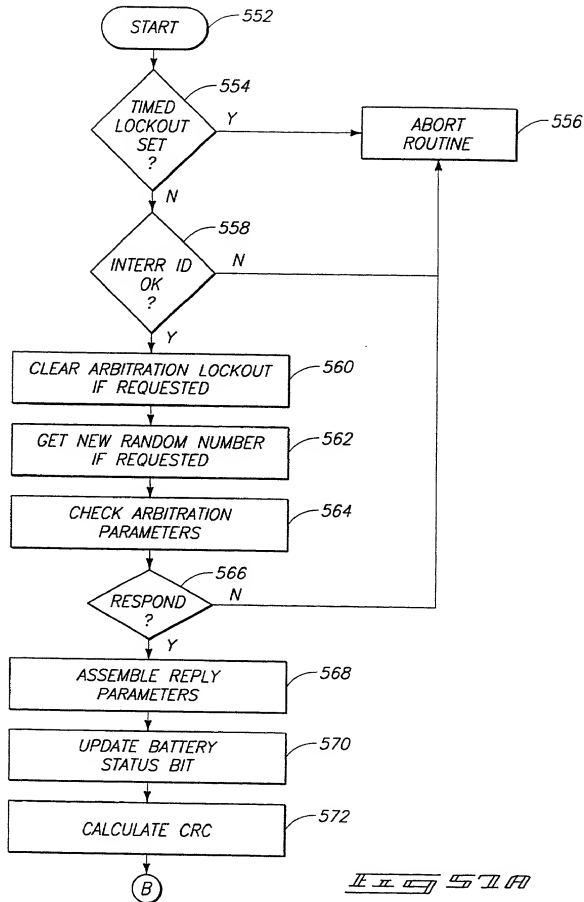 START
552
554
TIMED
LOCKOUT
SET
?
Y
ABORT
ROUTINE
556
N
558
INTERR ID
OK
?
N
Y
CLEAR ARBITRATION LOCKOUT
IF REQUESTED
560
GET NEW RANDOM NUMBER
IF REQUESTED
562
CHECK ARBITRATION
PARAMETERS
564
566
RESPOND
?
N
Y
ASSEMBLE REPLY
PARAMETERS
568
UPDATE BATTERY
STATUS BIT
570
CALCULATE CRC
572
B
FIG 57A